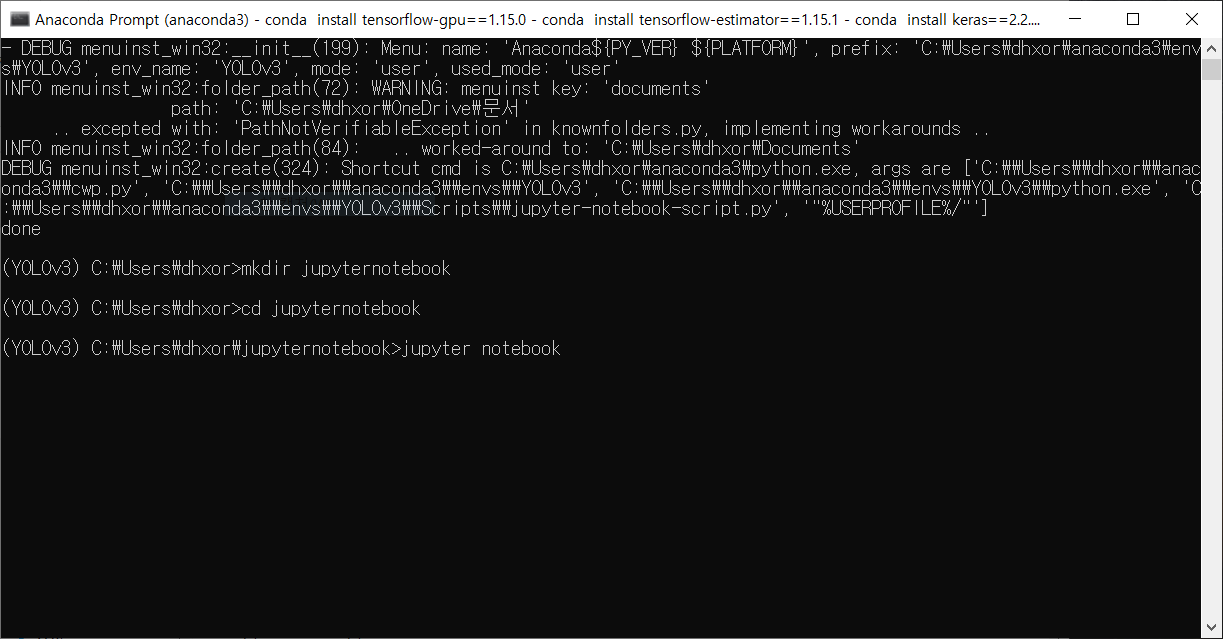 Anaconda Prompt (anaconda3) - conda  install tensorflow-gpu==1.15.0 - conda  install tensorflow-estimator==1.15.1 - conda  install keras==2.2....
- DEBUG menuinst_win32:__init__(199): Menu: name: 'Anaconda${PY_VER} ${PLATFORM}', prefix: 'C:₩Users₩dhxor₩anaconda3₩env
s₩YOLOv3', env_name: 'YOLOv3', mode: 'user', used_mode: 'user'
INFO menuinst_win32:folder_path(72): WARNING: menuinst key: 'documents'
                 path: 'C:₩Users₩dhxor₩OneDrive₩문서'
     .. excepted with: 'PathNotVerifiableException' in knownfolders.py, implementing workarounds ..
INFO menuinst_win32:folder_path(84):   .. worked-around to: 'C:₩Users₩dhxor₩Documents'
DEBUG menuinst_win32:create(324): Shortcut cmd is C:₩Users₩dhxor₩anaconda3₩python.exe, args are ['C:₩₩Users₩₩dhxor₩₩anac
onda3₩₩cwp.py', 'C:₩₩Users₩₩dhxor₩₩anaconda3₩₩envs₩₩YOLOv3', 'C:₩₩Users₩₩dhxor₩₩anaconda3₩₩envs₩₩YOLOv3₩₩python.exe', 'C
:₩₩Users₩₩dhxor₩₩anaconda3₩₩envs₩₩YOLOv3₩₩Scripts₩₩jupyter-notebook-script.py', '"%USERPROFILE%/"']
done
(YOLOv3) C:₩Users₩dhxor>mkdir jupyternotebook
(YOLOv3) C:₩Users₩dhxor>cd jupyternotebook
(YOLOv3) C:₩Users₩dhxor₩jupyternotebook>jupyter notebook